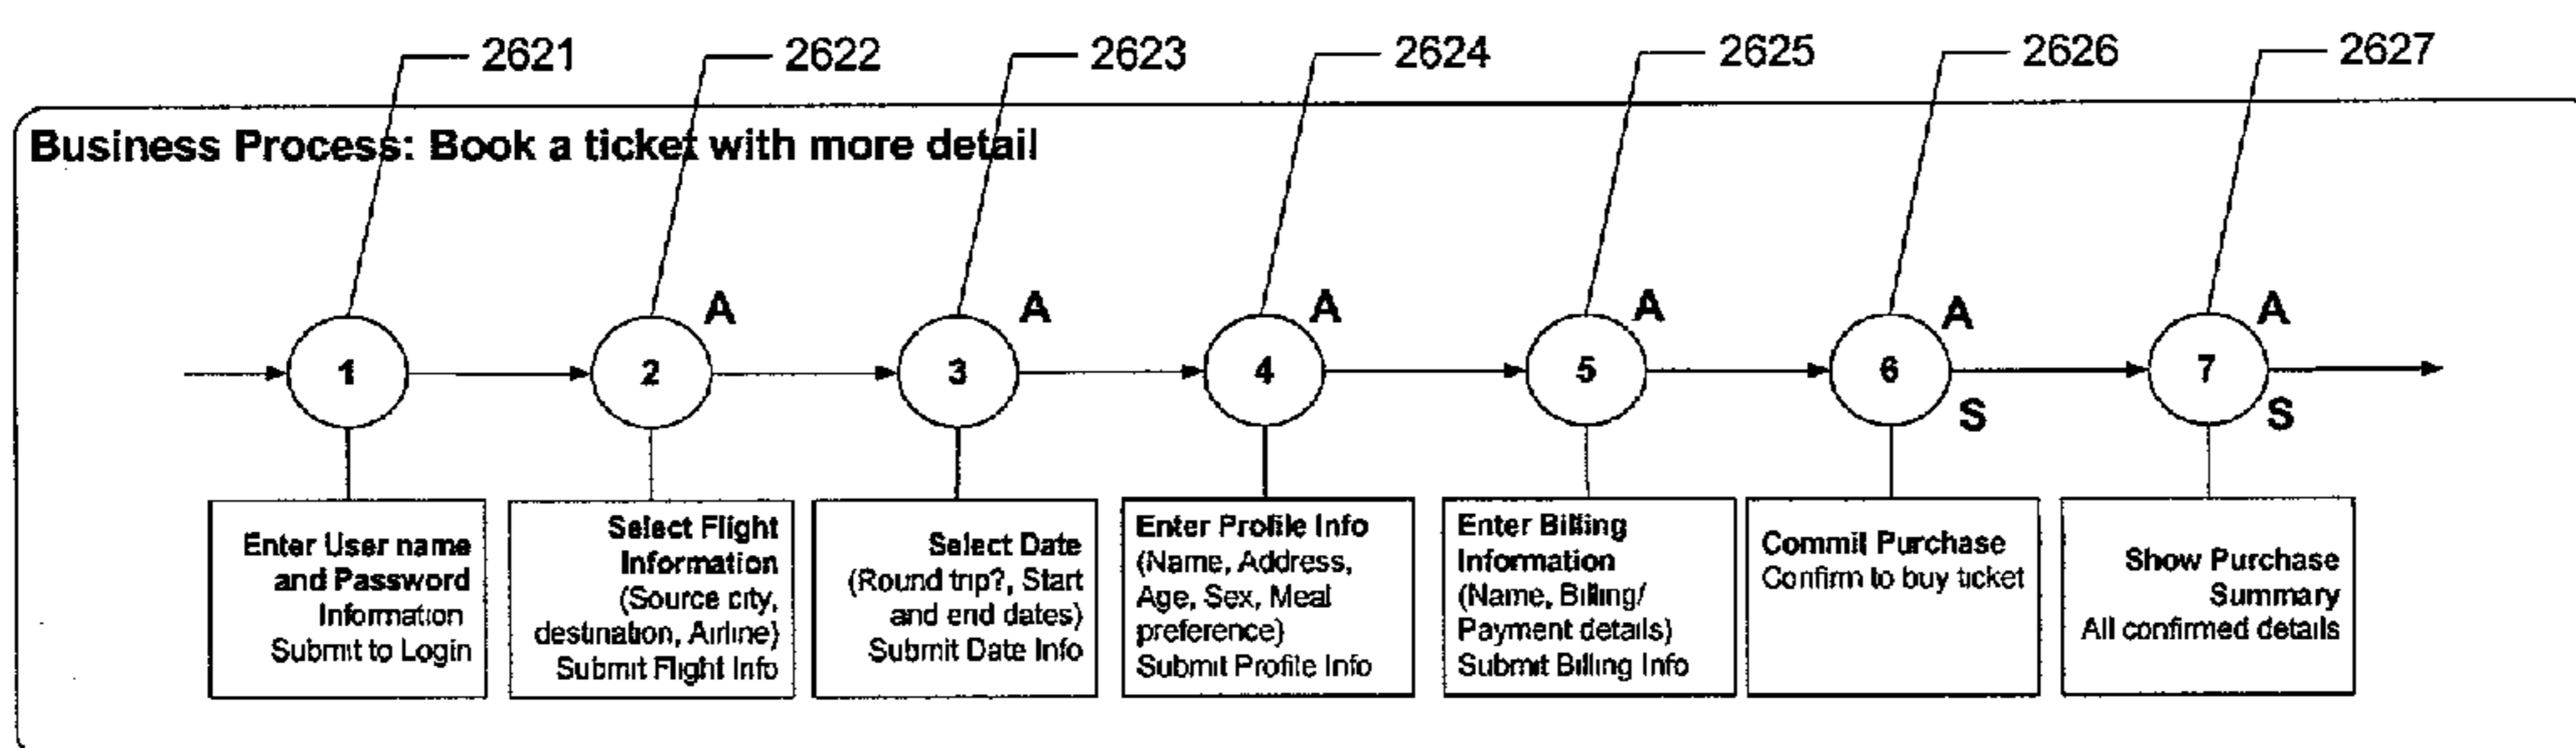 2621
2622
2623
2624
2625
2626
2627
Business Process: Book a ticket with more detail
A
A
A
A
A
A
1
2
3
4
5
6
7
S
S
Enter User name
and Password
Information
Submit to Login
Select Flight
Information
(Source city,
destination, Airline)
Submit Flight Info
Select Date
(Round trip?, Start
and end dates)
Submit Date Info
Enter Profile Info
(Name, Address,
Age, Sex, Meal
preference)
Submit Profile Info
Enter Billing
Information
(Name, Billing/
Payment details)
Submit Billing Info
Commit Purchase
Confirm to buy ticket
Show Purchase
Summary
All confirmed details